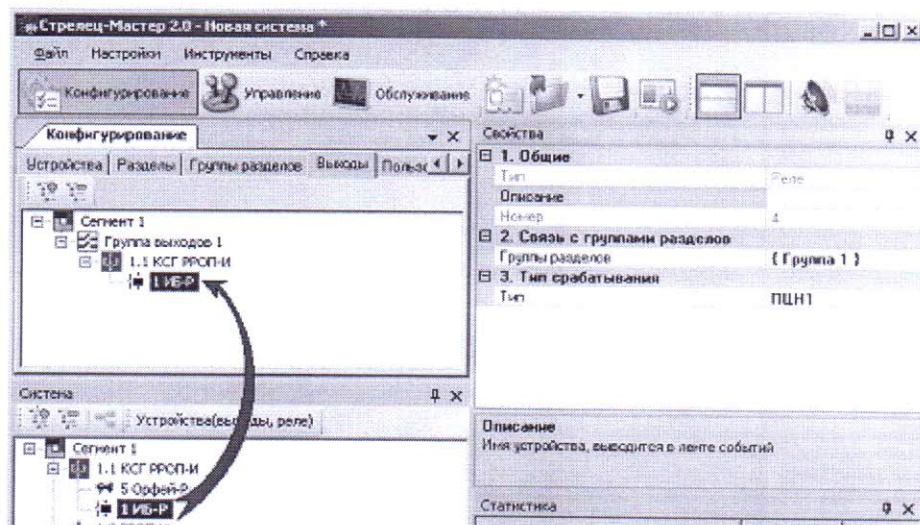 Стрелец-Мастер 2.0 - Новая система *
Файл Настройки Инструменты Справка
Конфигурирование Управление Обслуживание
Конфигурирование
Устройства Разделы Группы разделов Выходы Пользо
Сегмент 1
Группа выходов 1
1.1 КСГ РРОП-И
1 ИБ-Р
Система
Устройства(выходы, реле)
Сегмент 1
1.1 КСГ РРОП-И
5 Орфей-Р
1 ИБ-Р
Свойства
1. Общие
Тип Реле
Описание
Номер 4
2. Связь с группами разделов
Группы разделов { Группа 1 }
3. Тип срабатывания
Тип ПЦН1
Описание
Имя устройства, выводится в ленте событий
Статистика